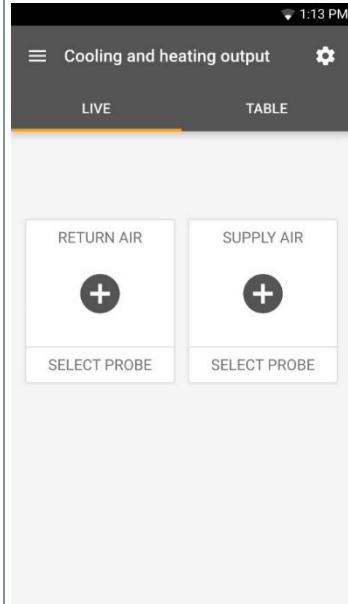 1:13 PM
Cooling and heating output
LIVE TABLE
RETURN AIR SUPPLY AIR
SELECT PROBE SELECT PROBE